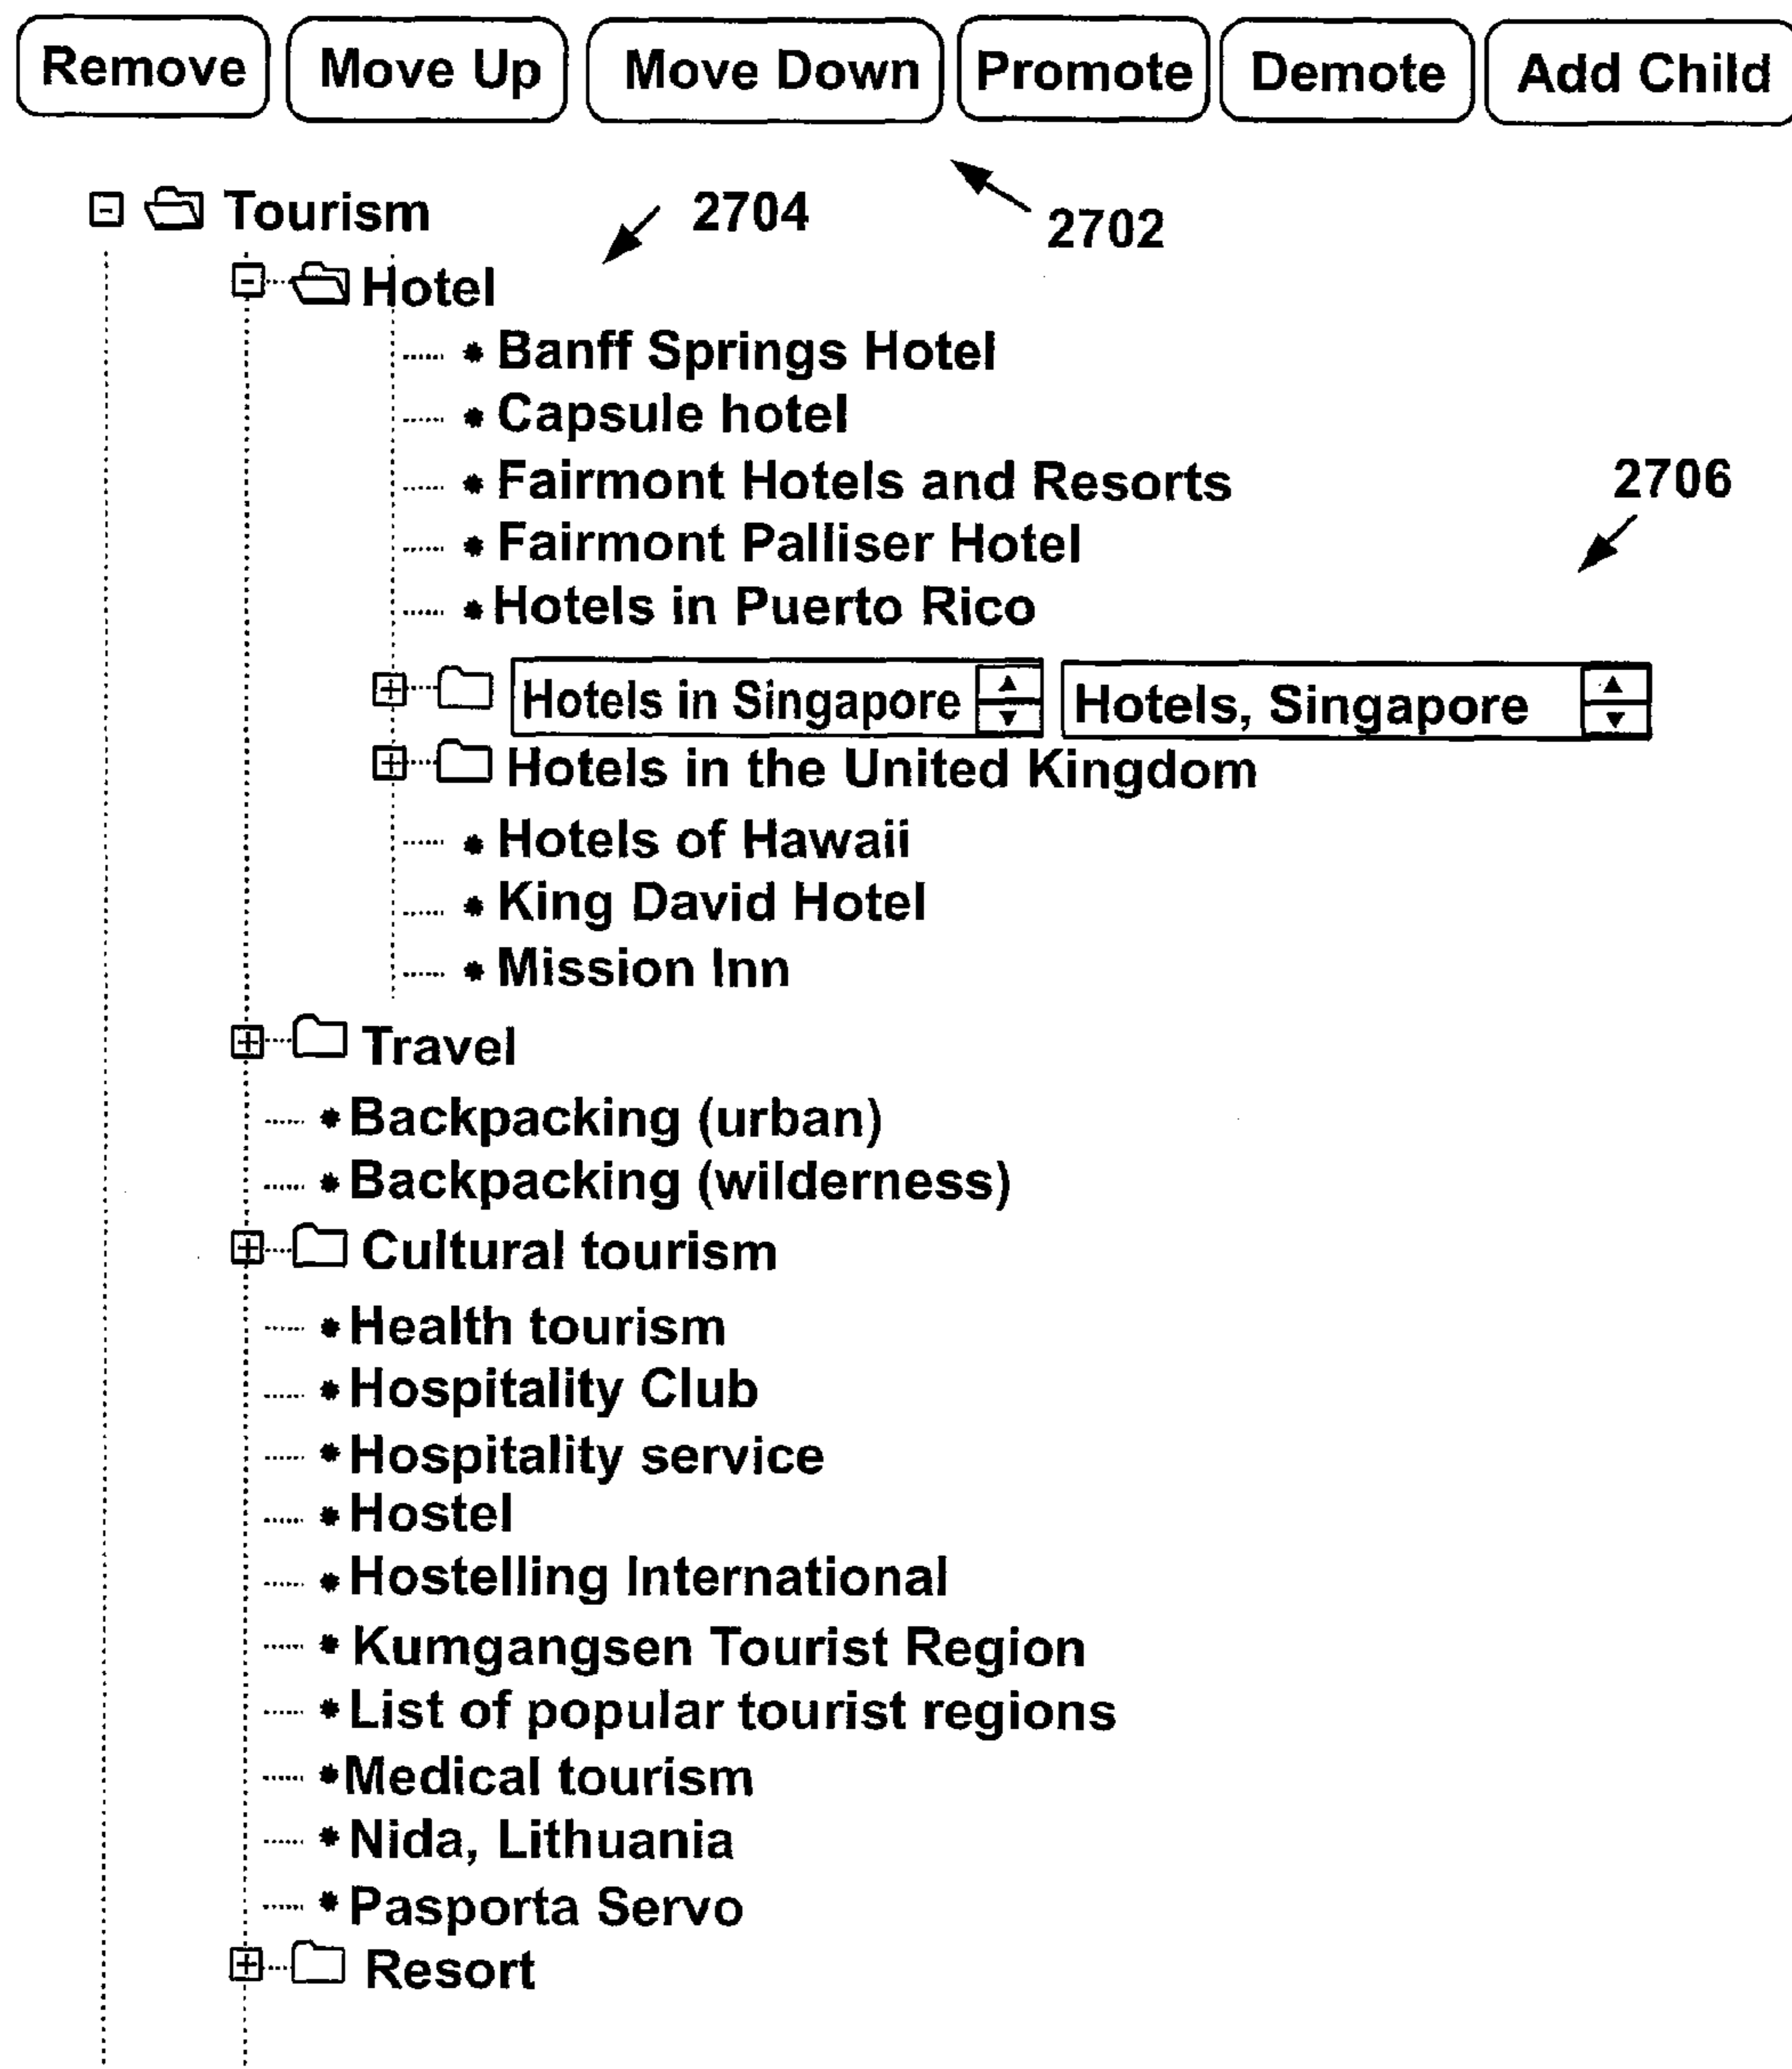 Remove Move Up Move Down Promote Demote Add Child
Tourism 2704 2702
Hotel
Banff Springs Hotel
Capsule hotel
Fairmont Hotels and Resorts 2706
Fairmont Palliser Hotel
Hotels in Puerto Rico
Hotels in Singapore Hotels, Singapore
Hotels in the United Kingdom
Hotels of Hawaii
King David Hotel
Mission Inn
Travel
Backpacking (urban)
Backpacking (wilderness)
Cultural tourism
Health tourism
Hospitality Club
Hospitality service
Hostel
Hostelling International
Kumgangsen Tourist Region
List of popular tourist regions
Medical tourism
Nida, Lithuania
Pasporta Servo
Resort